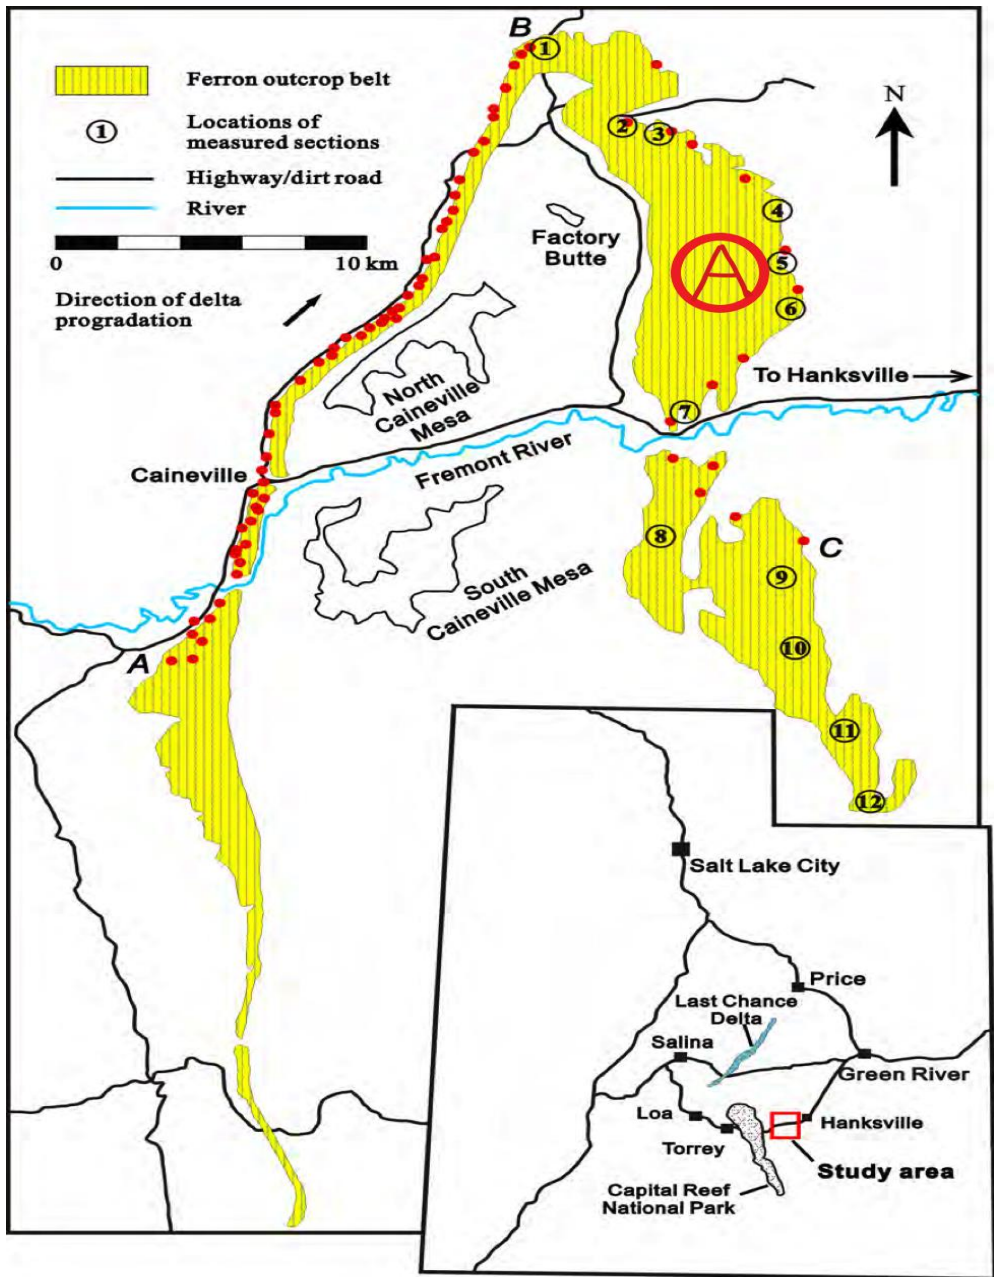 B
1
Ferron outcrop belt
1
Locations of
measured sections
Highway/dirt road
River
0
10 km
Direction of delta
progradation
N
2
3
4
5
6
A
Factory
Butte
North
Caineville
Mesa
To Hanksville
7
Caineville
Fremont River
8
South
Caineville Mesa
C
9
10
11
12
A
Salt Lake City
Price
Last Chance
Delta
Salina
Green River
Loa
Hanksville
Torrey
Study area
Capital Reef
National Park